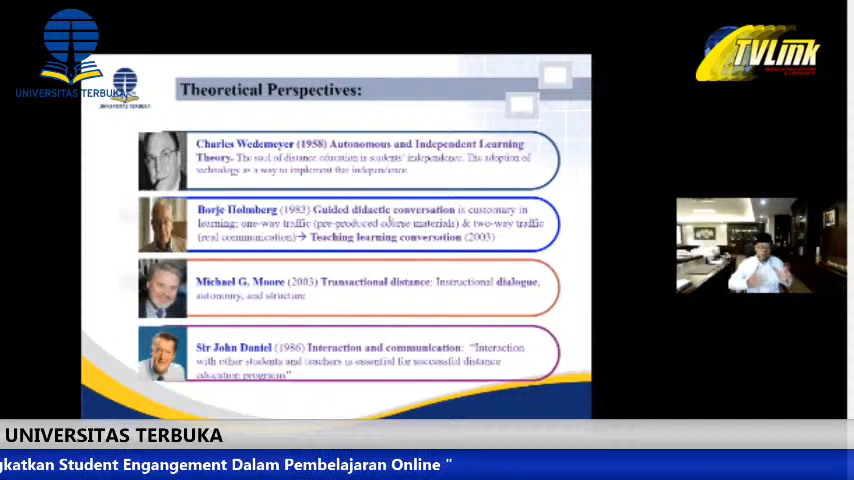 UNIVERSITAS TERBUKA
TVLink
Theoretical Perspectives:
Charles Wedemeyer (1958) Autonomous and Independent Learning
Theory. The soul of distance education is students' independence. The adoption of
technology as a way to implement that independence.
Borje Holmberg (1983) Guided didactic conversation is customary in
learning; one-way traffic (pre-produced course materials) & two-way traffic
(real communication)→ Teaching learning conversation (2003)
Michael G. Moore (2003) Transactional distance: Instructional dialogue,
autonomy, and structure
Sir John Daniel (1986) Interaction and communication: “Interaction
with other students and teachers is essential for successful distance
education programs”
UNIVERSITAS TERBUKA
gkatkan Student Engangement Dalam Pembelajaran Online "